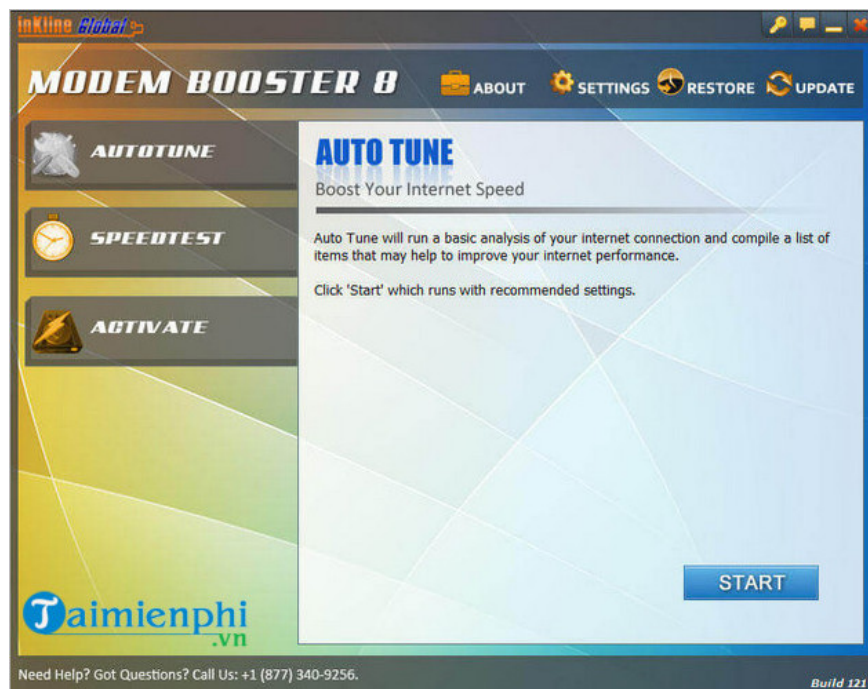 inKline Global
MODEM BOOSTER 8
ABOUT
SETTINGS
RESTORE
UPDATE
AUTOTUNE
SPEEDTEST
ACTIVATE
AUTO TUNE
Boost Your Internet Speed
Auto Tune will run a basic analysis of your internet connection and compile a list of
items that may help to improve your internet performance.
Click 'Start' which runs with recommended settings.
START
Taimienphi
.vn
Need Help? Got Questions? Call Us: +1 (877) 340-9256.
Build 121